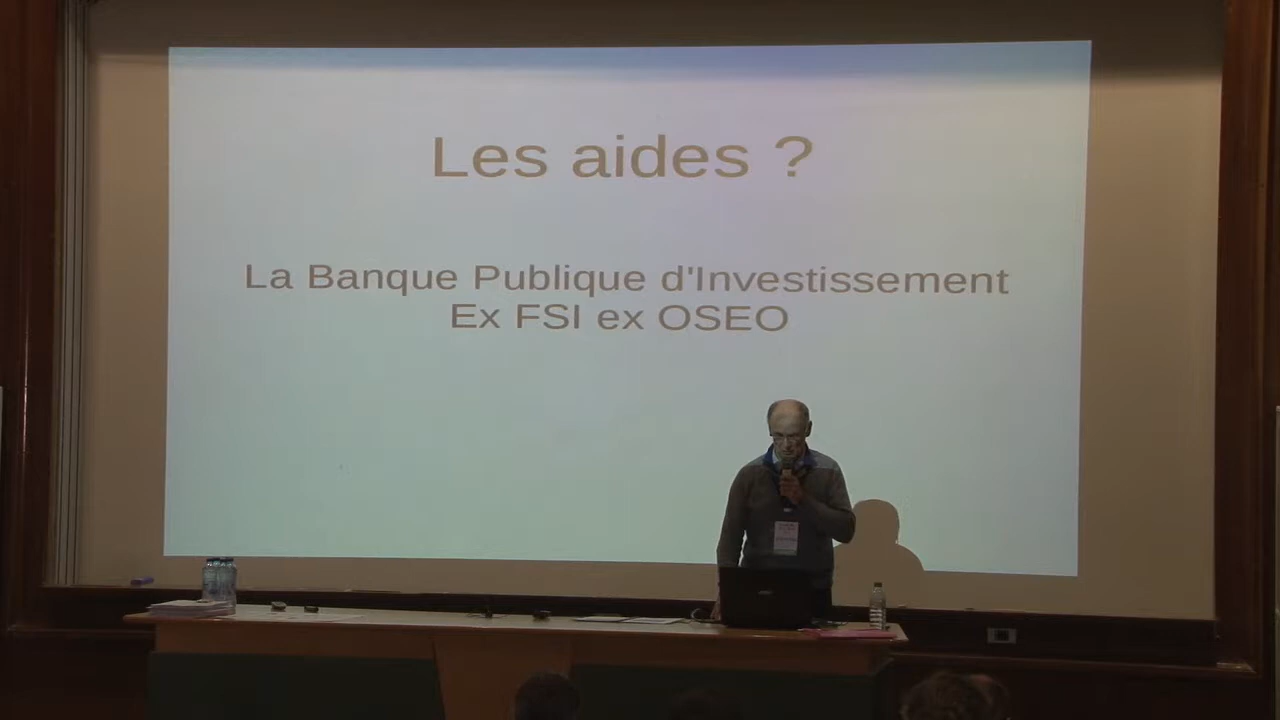 Les aides ?
La Banque Publique d'Investissement
Ex FSI ex OSEO